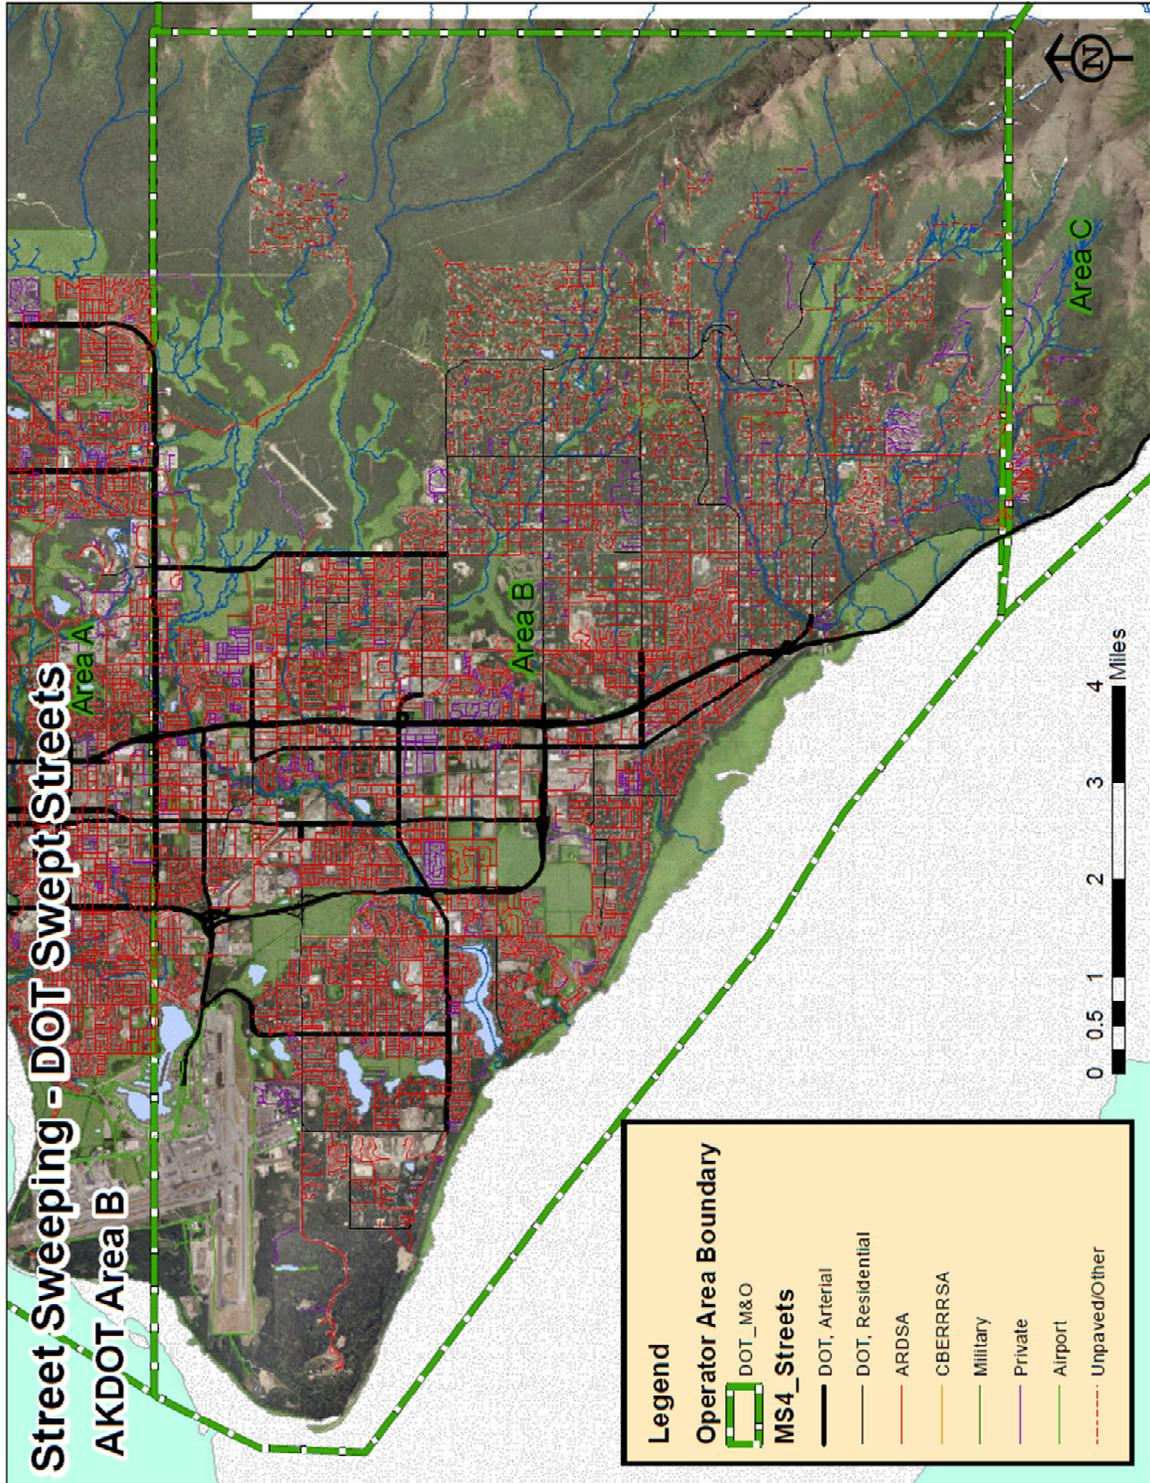 Street Sweeping - DOT Swept Streets
AKDOT Area B
Area A
Area B
Area C
N
0 0.5 1 2 3 4 Miles
Legend
Operator Area Boundary
DOT_M&O
MS4_Streets
DOT, Arterial
DOT, Residential
ARDSA
CBERRRSA
Military
Private
Airport
Unpaved/Other